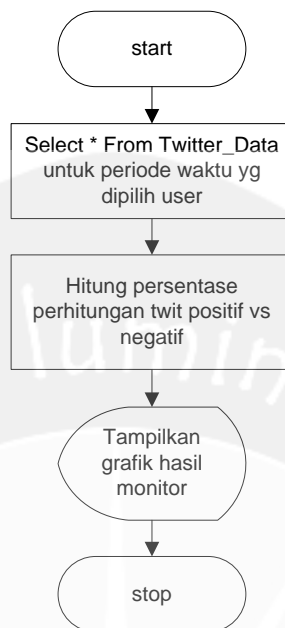 start
Select * From Twitter_Data
untuk periode waktu yg
dipilih user
Hitung persentase
perhitungan twit positif vs
negatif
Tampilkan
grafik hasil
monitor
stop